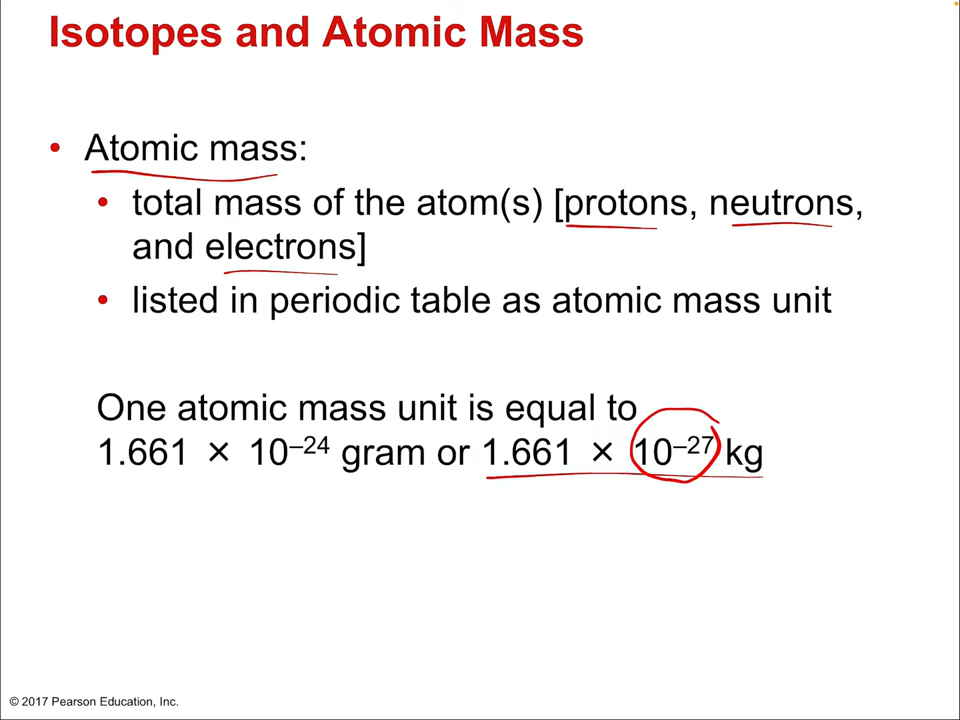 Isotopes and Atomic Mass
• Atomic mass:
• total mass of the atom(s) [protons, neutrons,
and electrons]
• listed in periodic table as atomic mass unit
One atomic mass unit is equal to
1.661 × 10⁻²⁴ gram or 1.661 × 10⁻²⁷ kg
© 2017 Pearson Education, Inc.